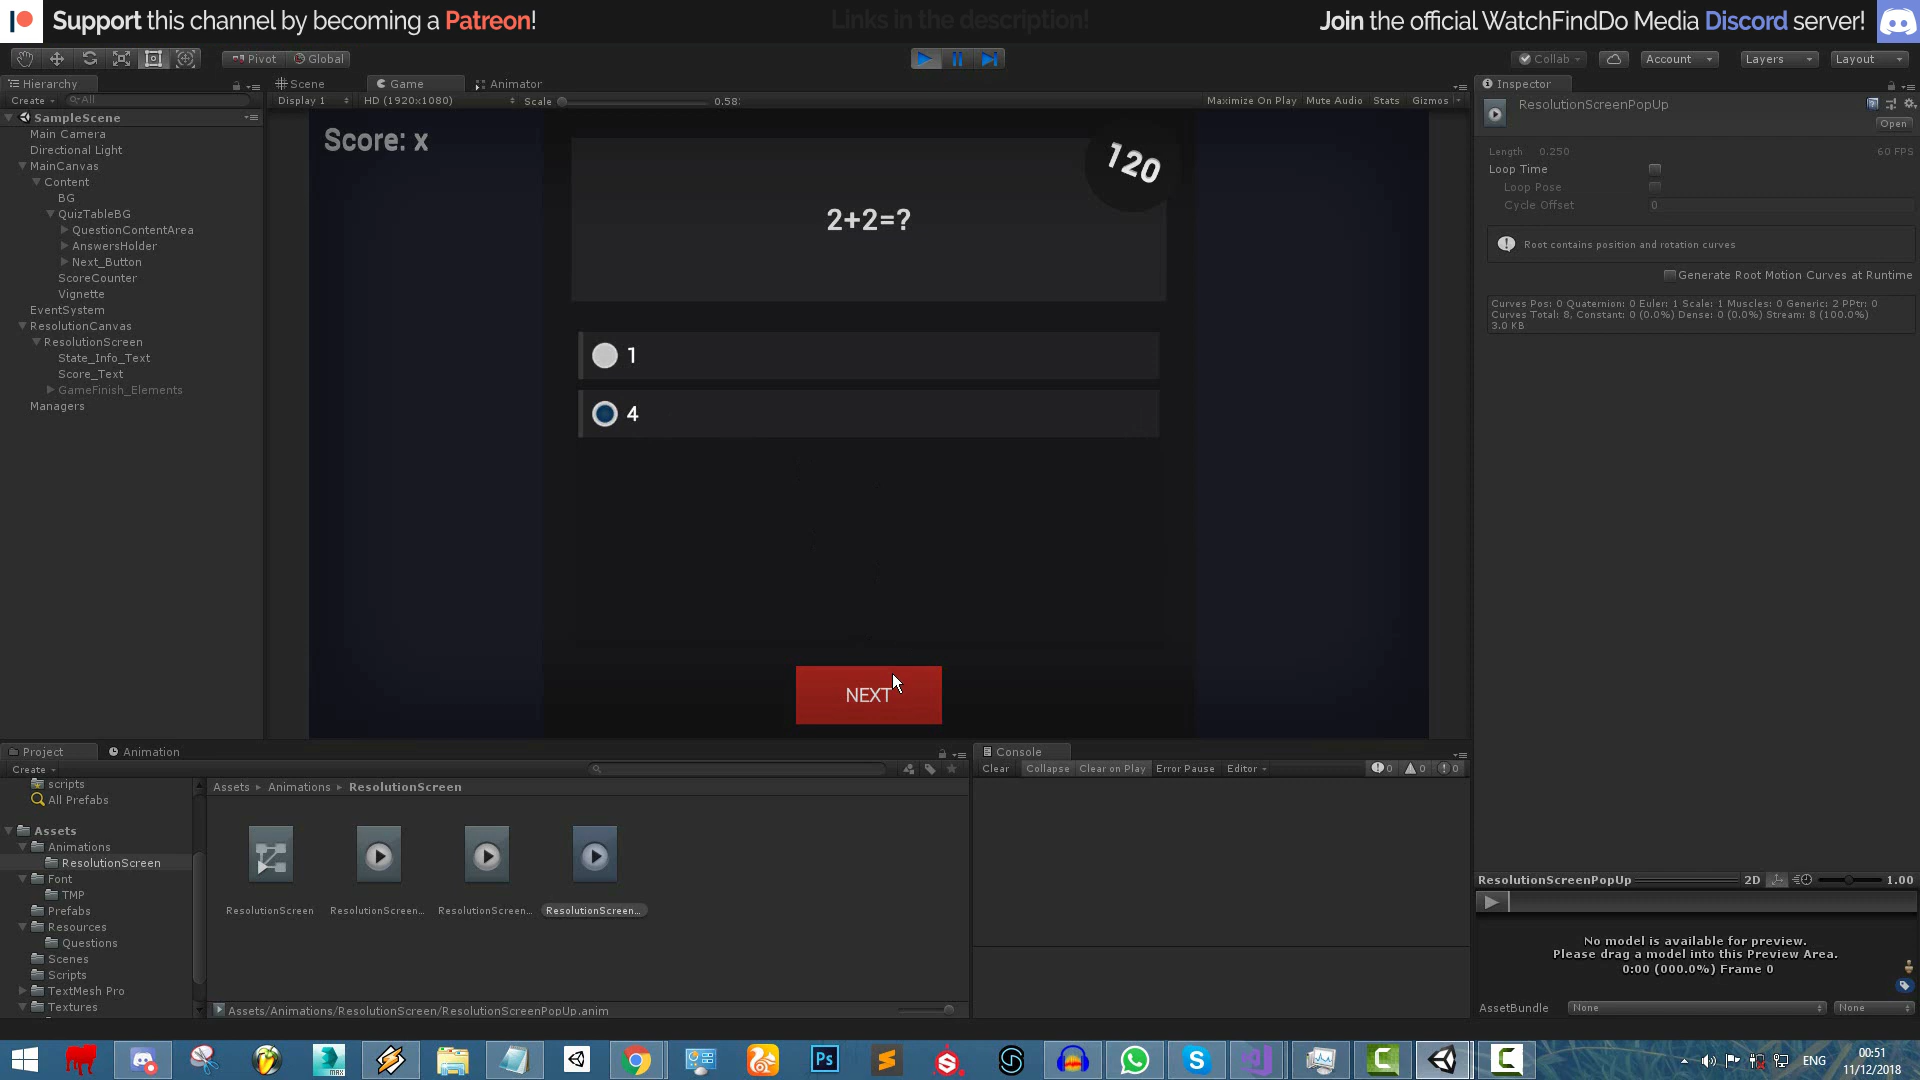 Support this channel by becoming a Patreon!
Links in the description!
Join the official WatchFindDo Media Discord server!
Pivot
Global
Collab
Account
Layers
Layout
Hierarchy
Scene
Game
Animator
Inspector
Create
All
Display 1
HD (1920x1080)
Scale
0.58:
Maximize On Play
Mute Audio
Stats
Gizmos
SampleScene
Main Camera
Directional Light
MainCanvas
Content
BG
QuizTableBG
QuestionContentArea
AnswersHolder
Next_Button
ScoreCounter
Vignette
EventSystem
ResolutionCanvas
ResolutionScreen
State_Info_Text
Score_Text
GameFinish_Elements
Managers
Score: x
120
2+2=?
1
4
NEXT
ResolutionScreenPopUp
Open
Length 0.250
60 FPS
Loop Time
Loop Pose
Cycle Offset
0
Root contains position and rotation curves
Generate Root Motion Curves at Runtime
Curves Pos: 0 Quaternion: 0 Euler: 1 Scale: 1 Muscles: 0 Generic: 2 PPtr: 0
Curves Total: 8, Constant: 0 (0.0%) Dense: 0 (0.0%) Stream: 8 (100.0%)
3.0 KB
Project
Animation
Create
scripts
All Prefabs
Assets
Animations
ResolutionScreen
Font
TMP
Prefabs
Resources
Questions
Scenes
Scripts
TextMesh Pro
Textures
Assets
Animations
ResolutionScreen
ResolutionScreen
ResolutionScreen...
ResolutionScreen...
ResolutionScreen...
Assets/Animations/ResolutionScreen/ResolutionScreenPopUp.anim
Console
Clear
Collapse
Clear on Play
Error Pause
Editor
0
0
0
ResolutionScreenPopUp
2D
1.00
No model is available for preview.
Please drag a model into this Preview Area.
0:00 (000.0%) Frame 0
AssetBundle
None
None
MAX
Ps
ENG
00:51
11/12/2018